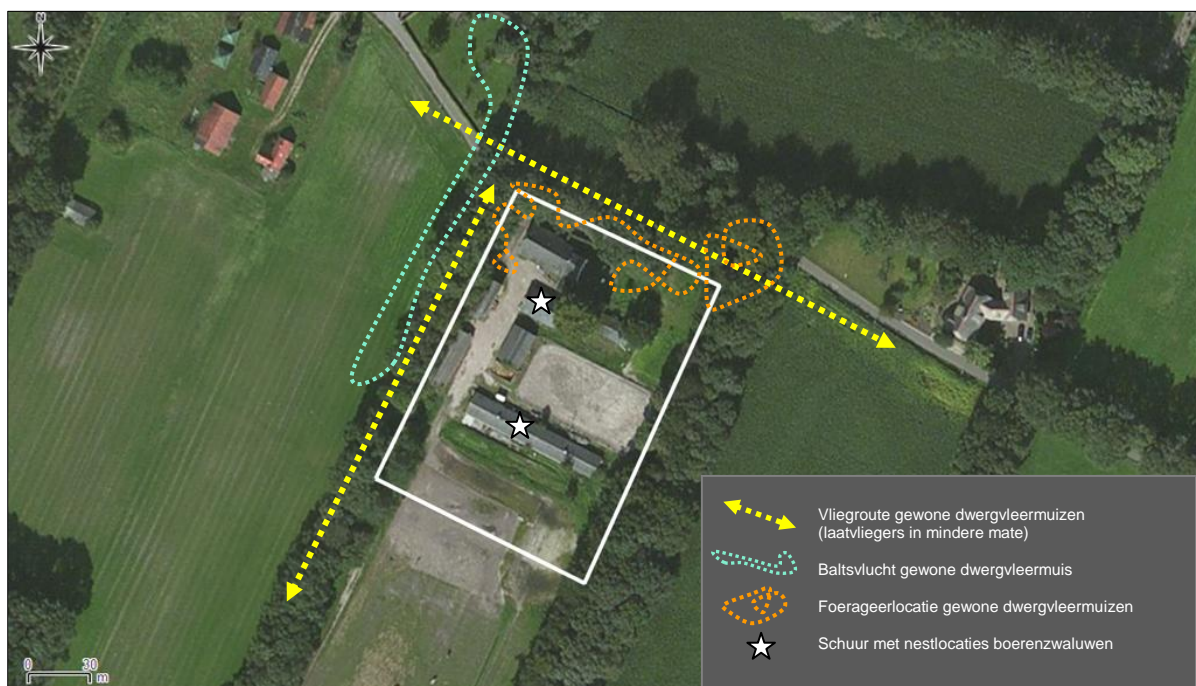 N
Vliegroute gewone dwergvleermuizen
(laatvliegers in mindere mate)
Baltsvlucht gewone dwergvleermuis
Foerageerlocatie gewone dwergvleermuizen
Schuur met nestlocaties boerenzwaluwen
0 30
m